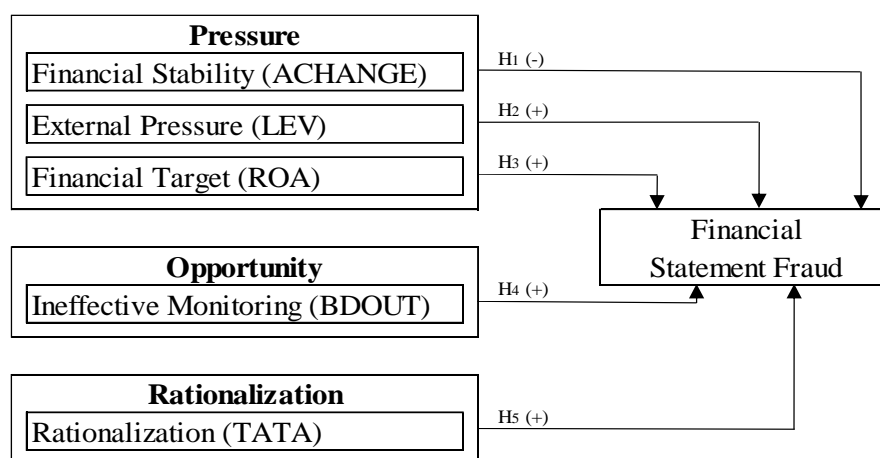 Pressure
Financial Stability (ACHANGE)
H1 (-)
External Pressure (LEV)
H2 (+)
Financial Target (ROA)
H3 (+)
Financial
Statement Fraud
Opportunity
Ineffective Monitoring (BDOUT)
H4 (+)
Rationalization
Rationalization (TATA)
H5 (+)